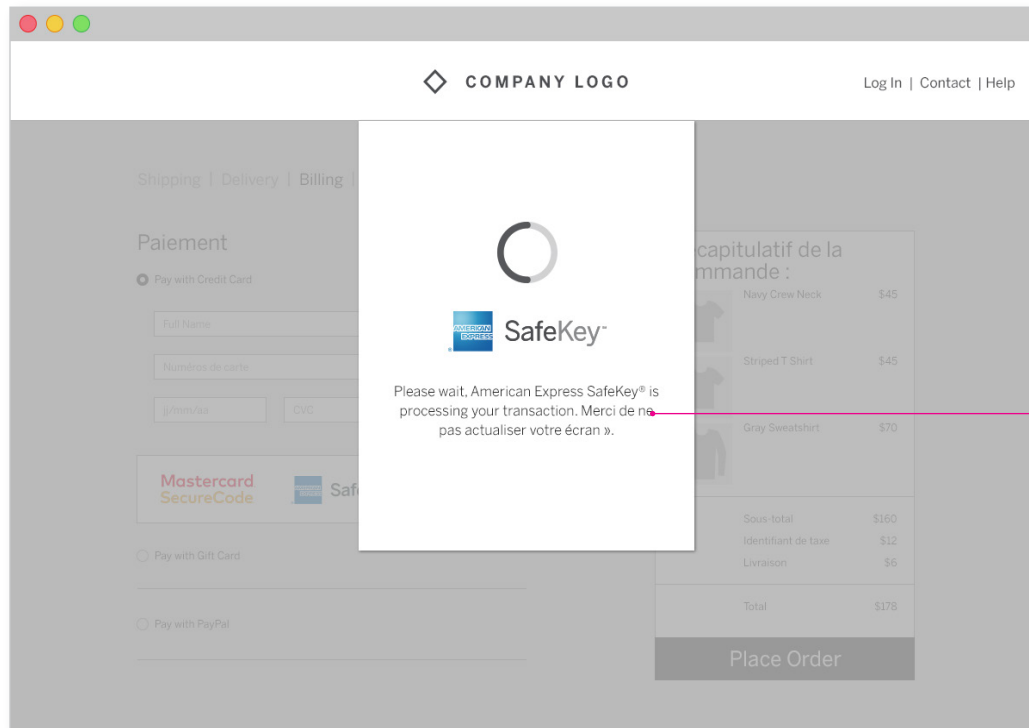 COMPANY LOGO
Log In | Contact | Help
Shipping | Delivery | Billing |
Paiement
Pay with Credit Card
Full Name
Numéros de carte
jj/mm/aa
CVC
Mastercard
SecureCode
AMERICAN
EXPRESS
Saf
Pay with Gift Card
Pay with PayPal
AMERICAN
EXPRESS
SafeKey
Please wait, American Express SafeKey® is
processing your transaction. Merci de ne
pas actualiser votre écran ».
capitulatif de la
mmande :
Navy Crew Neck $45
Striped T Shirt $45
Gray Sweatshirt $70
Sous-total $160
Identifiant de taxe $12
Livraison $6
Total $178
Place Order